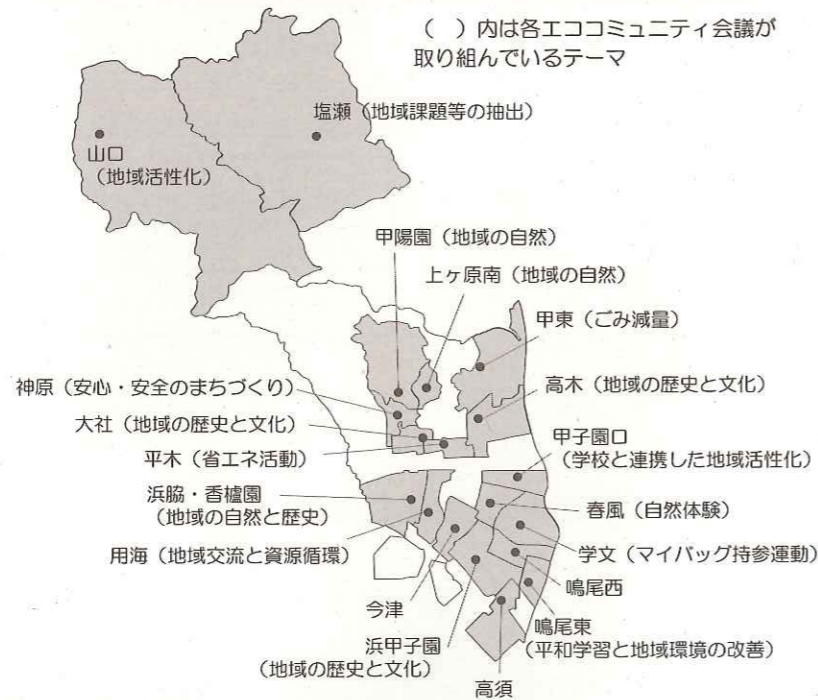 （　）内は各エココミュニティ会議が
取り組んでいるテーマ
塩瀬（地域課題等の抽出）
山口
（地域活性化）
甲陽園（地域の自然）
上ヶ原南（地域の自然）
甲東（ごみ減量）
神原（安心・安全のまちづくり）
高木（地域の歴史と文化）
大社（地域の歴史と文化）
甲子園口
（学校と連携した地域活性化）
平木（省エネ活動）
浜脇・香櫨園
（地域の自然と歴史）
春風（自然体験）
用海（地域交流と資源循環）
学文（マイバッグ持参運動）
鳴尾西
今津
鳴尾東
（平和学習と地域環境の改善）
浜甲子園
（地域の歴史と文化）
高須